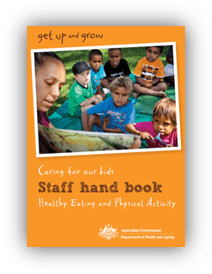 get up and grow
Caring for our kids
Staff hand book
Healthy Eating and Physical Activity
Australian Government
Department of Health and Ageing